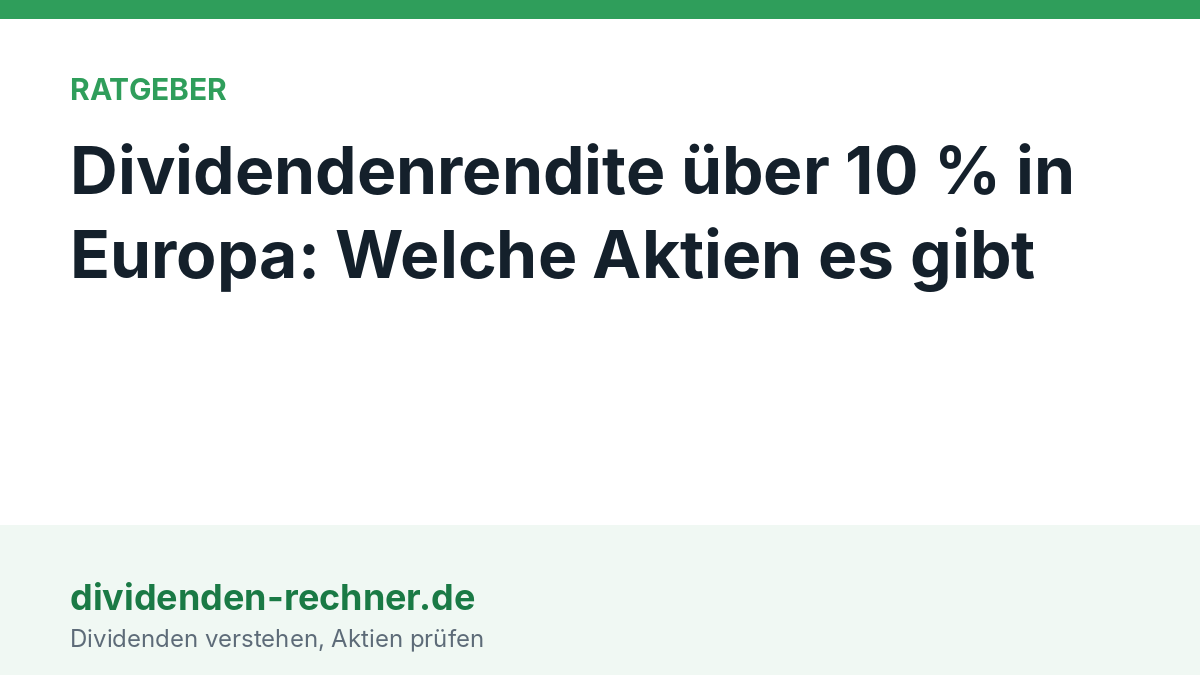 RATGEBER
Dividendenrendite über 10 % in
Europa: Welche Aktien es gibt
dividenden-rechner.de
Dividenden verstehen, Aktien prüfen